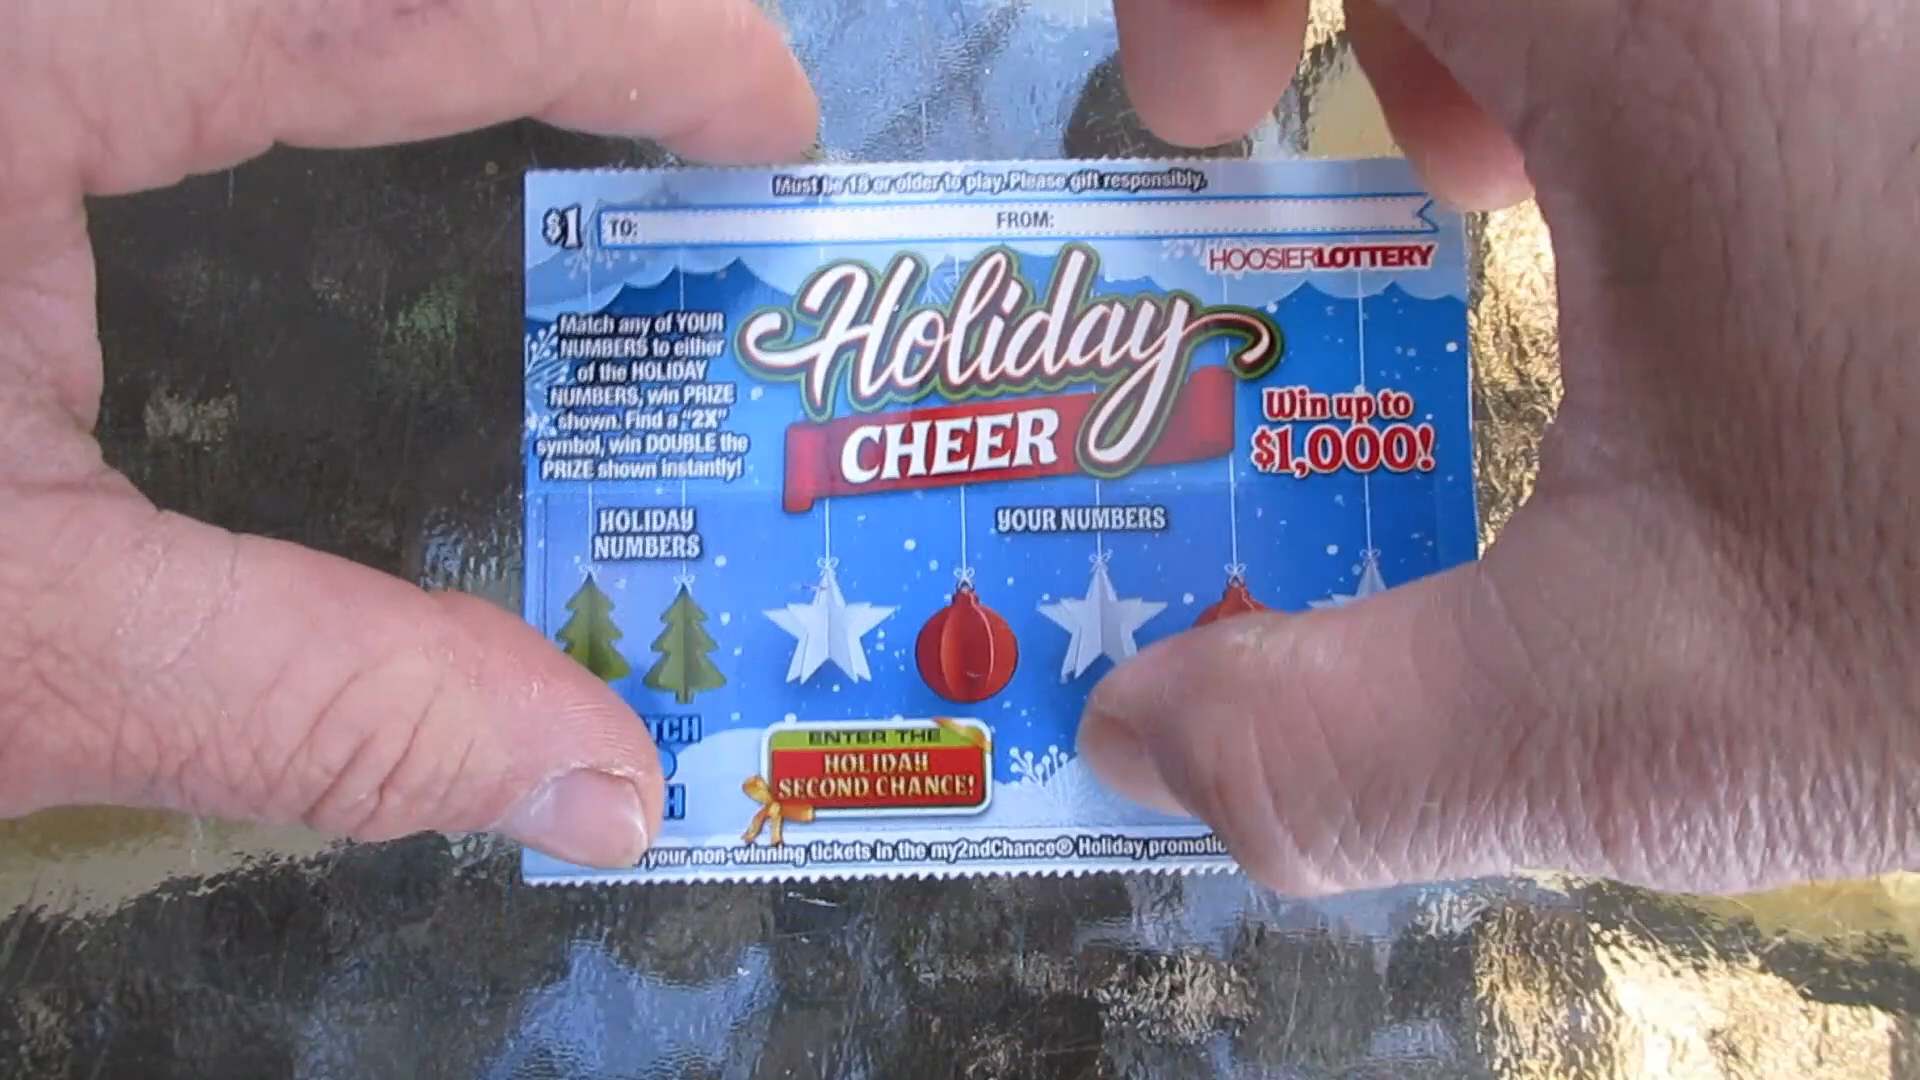 Must be 18 or older to play. Please gift responsibly.
$1 TO: FROM:
HOOSIERLOTTERY
Holiday
CHEER
Match any of YOUR
NUMBERS to either
of the HOLIDAY
NUMBERS, win PRIZE
shown. Find a "2X"
symbol, win DOUBLE the
PRIZE shown instantly!
Win up to
$1,000!
HOLIDAY
NUMBERS
YOUR NUMBERS
ENTER THE
HOLIDAY
SECOND CHANCE!
your non-winning tickets in the my2ndChance® Holiday